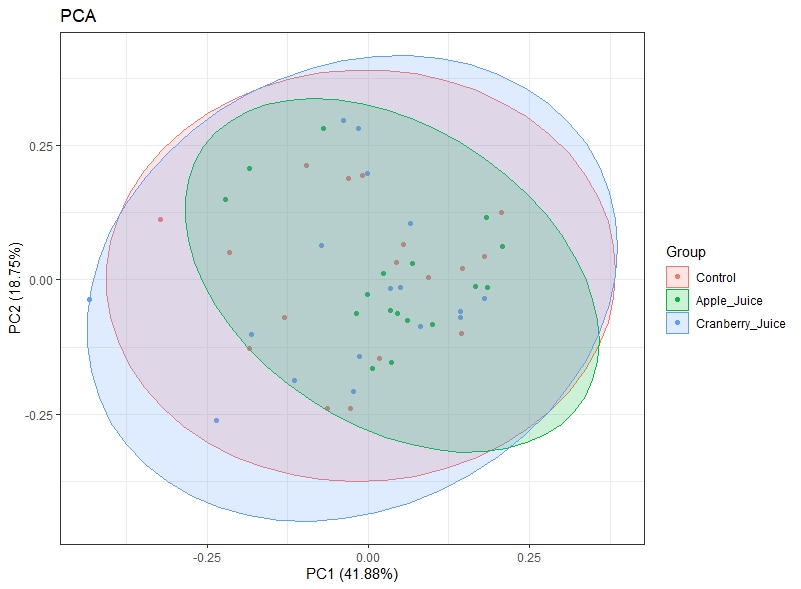 PCA
PC2 (18.75%)
0.25
0.00
-0.25
-0.25
0.00
0.25
PC1 (41.88%)
Group
Control
Apple_Juice
Cranberry_Juice